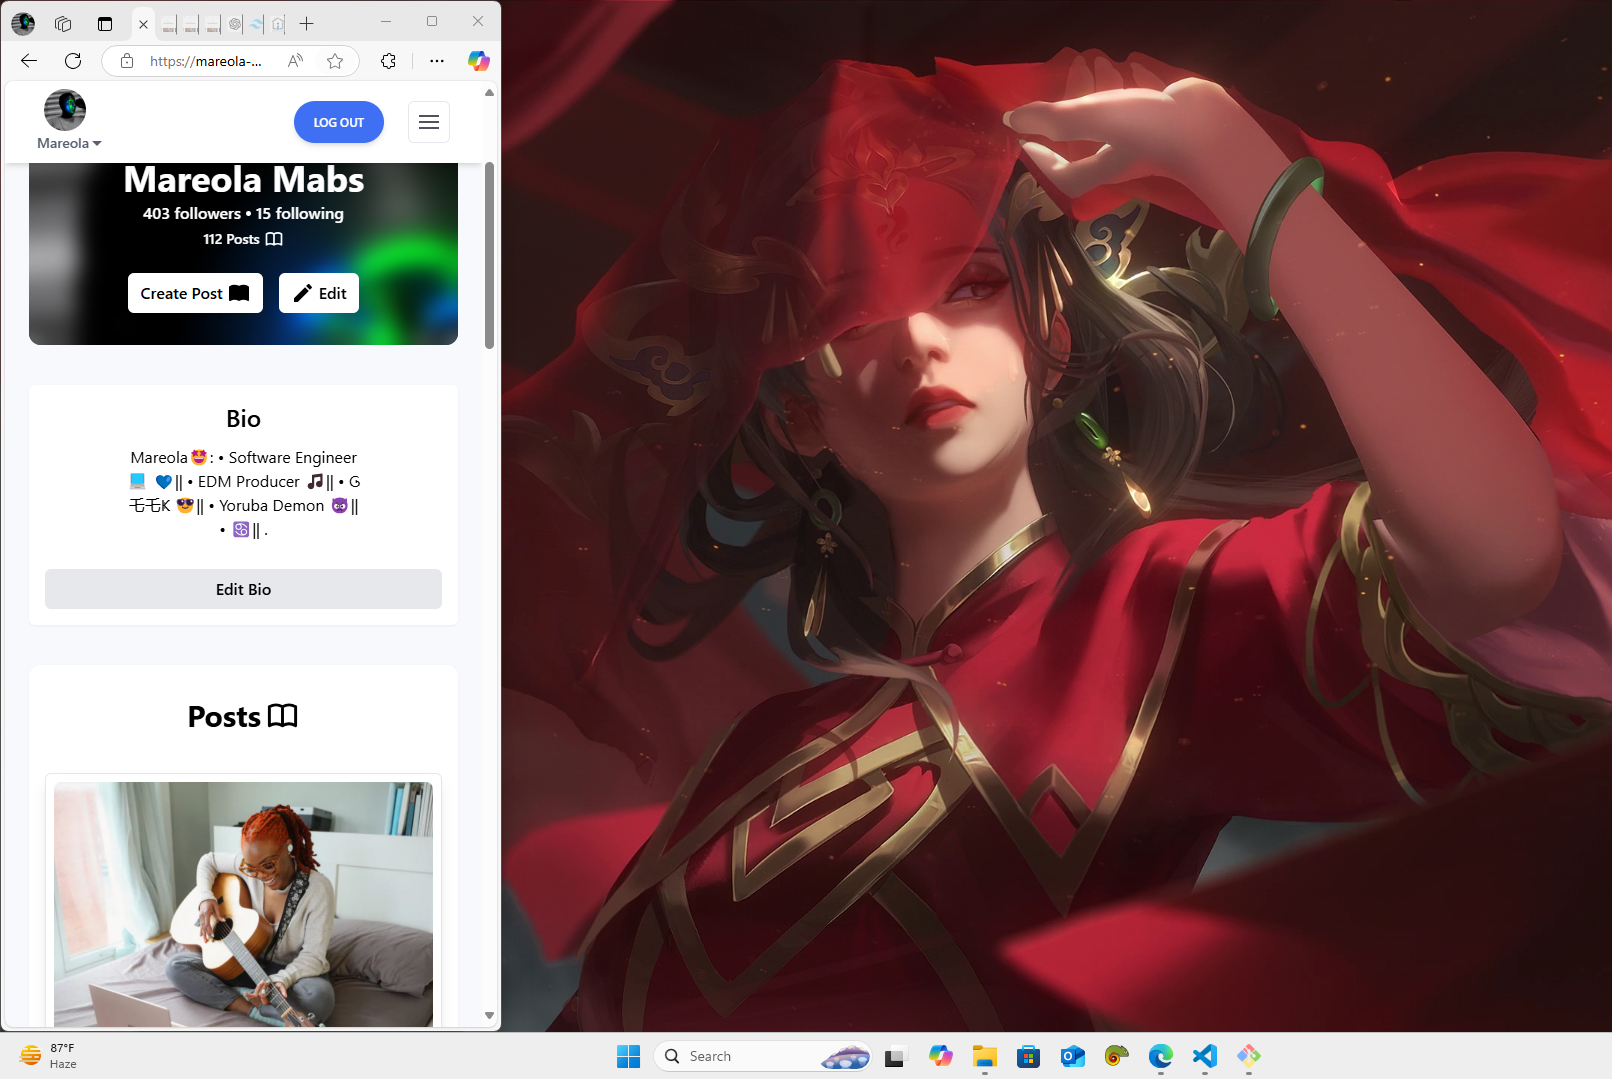 https://mareola-...
Mareola
LOG OUT
Mareola Mabs
403 followers • 15 following
112 Posts
Create Post
Edit
Bio
Mareola🤩: • Software Engineer
💻 💙|| • EDM Producer 🎵|| • G
乇乇K 😎|| • Yoruba Demon 😈||
• ♋|| .
Edit Bio
Posts
87°F
Haze
Search